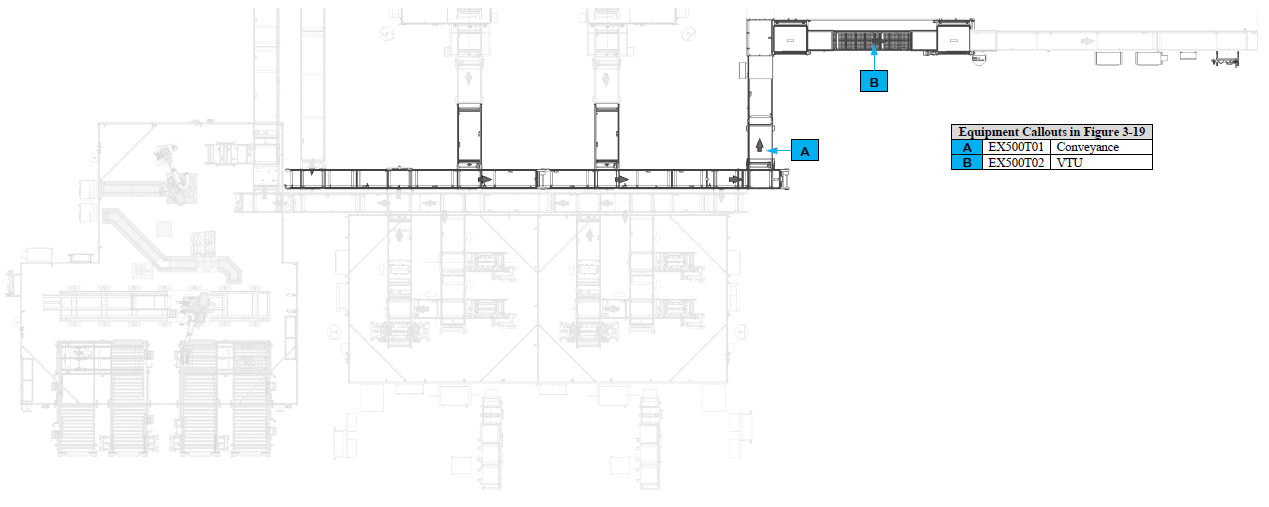 B
A
Equipment Callouts in Figure 3-19
A EX500T01 Conveyance
B EX500T02 VTU